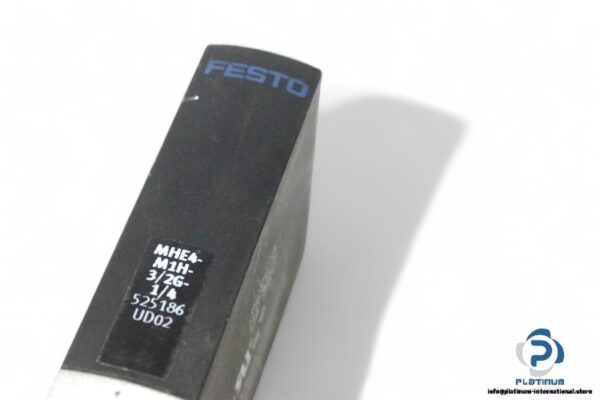 FESTO
MHE4-
M1H-
3/2G-
1/4
525186
UD02
PLATINUM
info@platinum-international.store